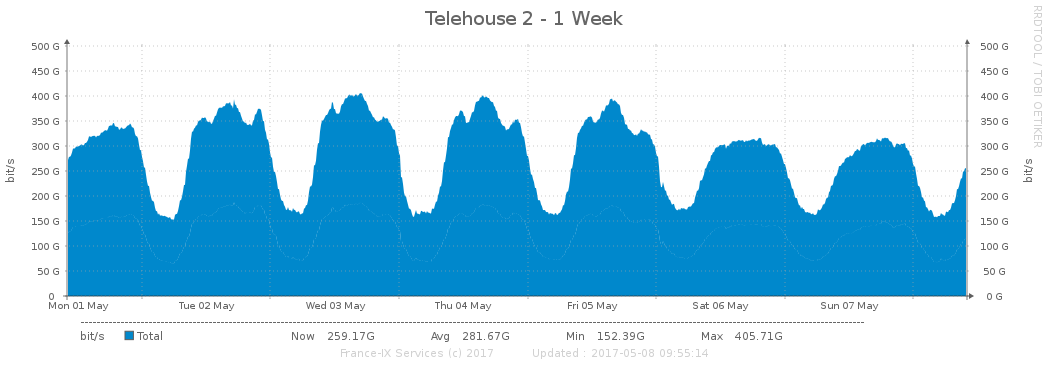 Telehouse 2 - 1 Week
RRDTOOL / TOBI OETIKER
bit/s
500 G 500 G
450 G 450 G
400 G 400 G
350 G 350 G
300 G 300 G
250 G 250 G
200 G 200 G
150 G 150 G
100 G 100 G
50 G 50 G
0 0 G
bit/s
Mon 01 May Tue 02 May Wed 03 May Thu 04 May Fri 05 May Sat 06 May Sun 07 May
bit/s Total Now 259.17G Avg 281.67G Min 152.39G Max 405.71G
France-IX Services (c) 2017 Updated : 2017-05-08 09:55:14